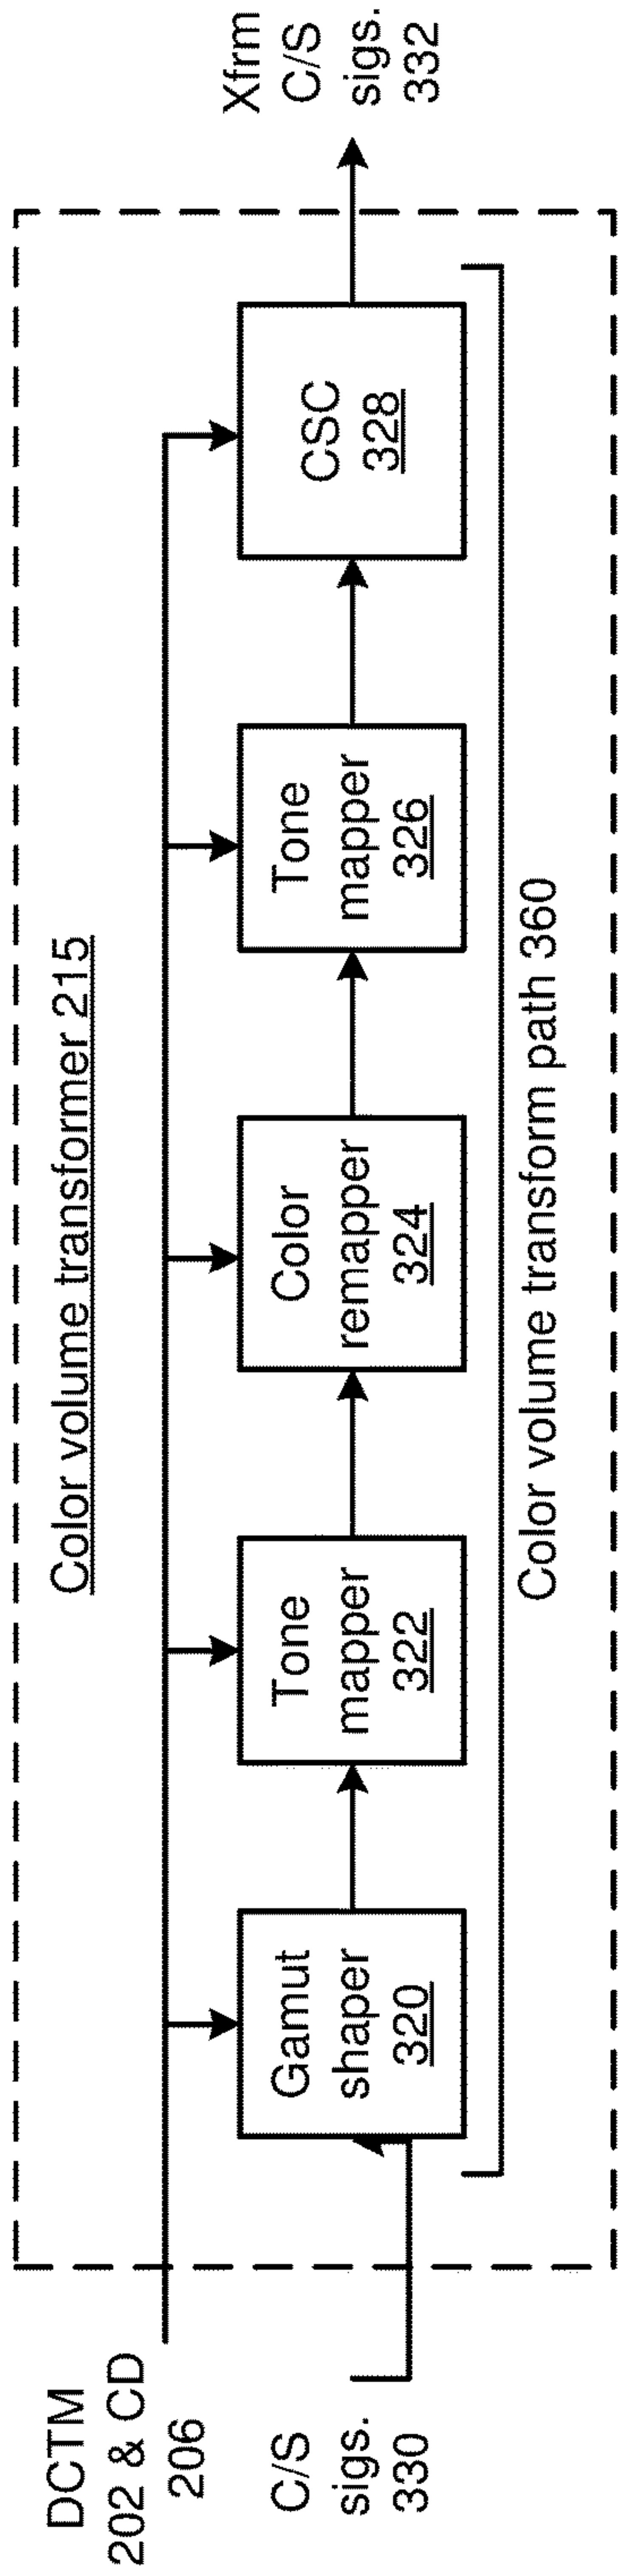 Color volume transformer 215
DCTM
202 & CD
206
C/S
sigs.
330
Gamut
shaper
320
Tone
mapper
322
Color
remapper
324
Tone
mapper
326
CSC
328
Xfrm
C/S
sigs.
332
Color volume transform path 360